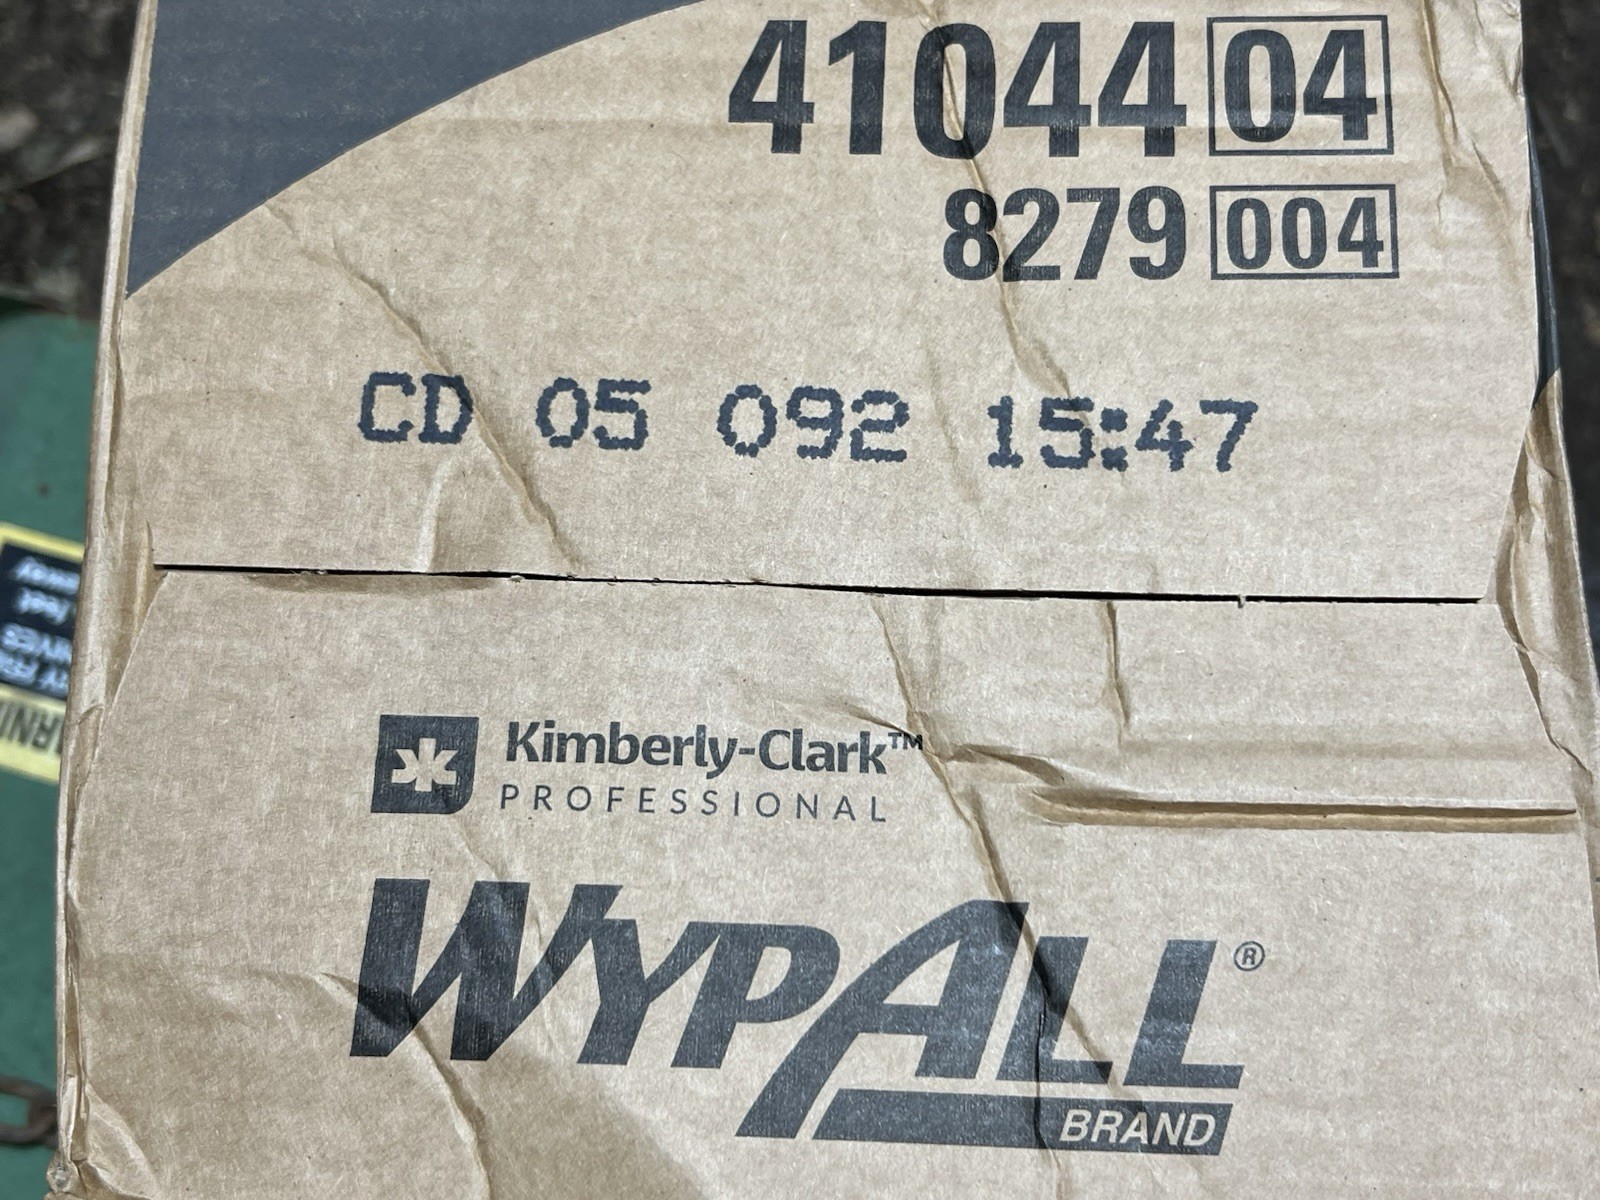 41044 04
8279 004
CD 05 092 15:47
Kimberly-Clark™
PROFESSIONAL
WYPALL®
BRAND